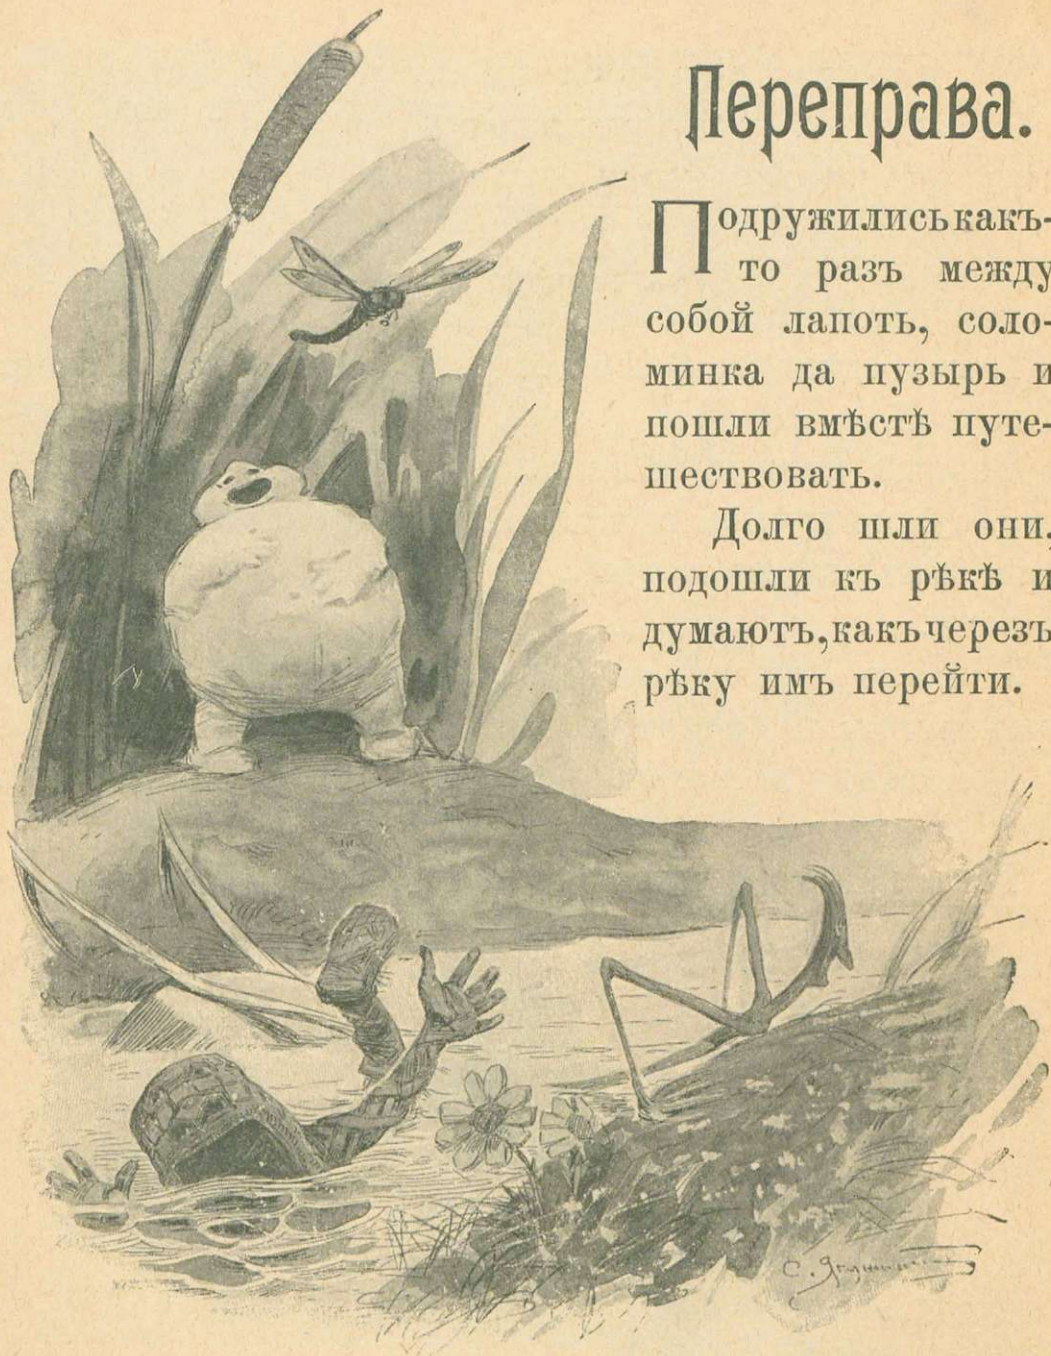 Переправа.
Подружились какъ-
то разъ между
собой лапоть, соло-
минка да пузырь и
пошли вмѣстѣ путе-
шествовать.
Долго шли они,
подошли къ рѣкѣ и
думаютъ, какъ черезъ
рѣку имъ перейти.